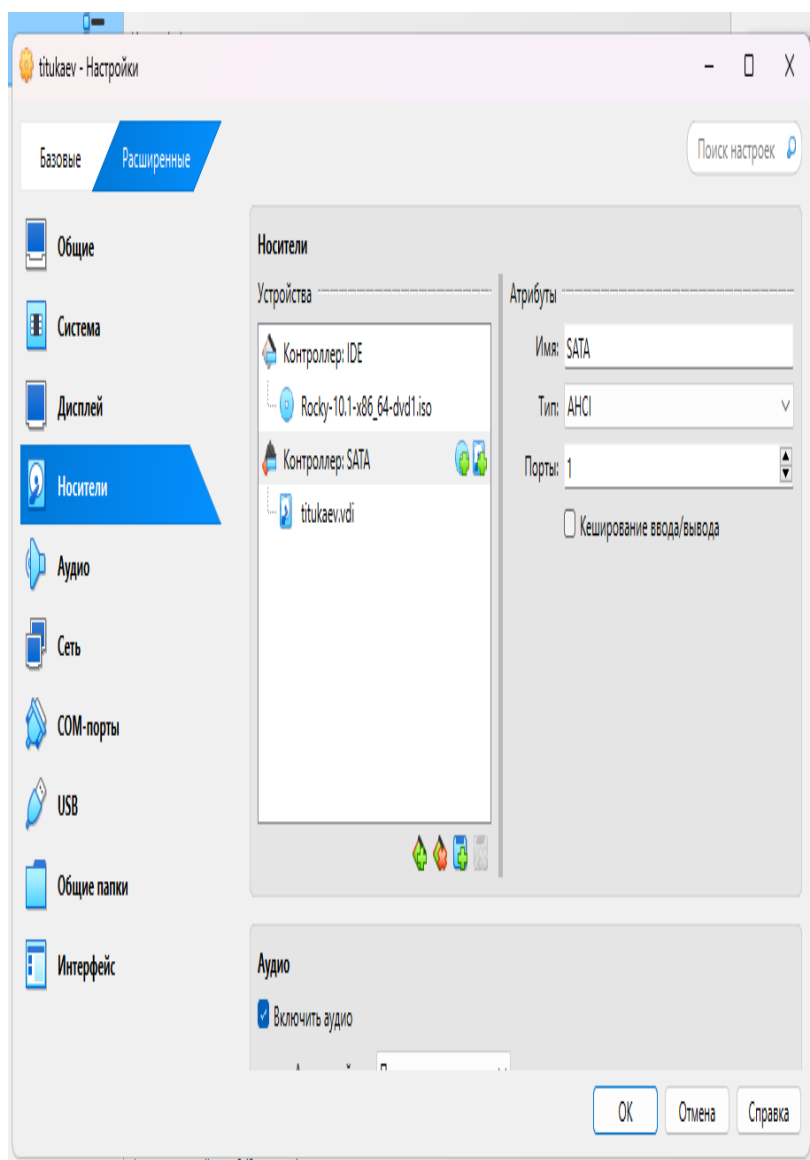 titukaev - Настройки
Базовые
Расширенные
Поиск настроек
Общие
Система
Дисплей
Носители
Аудио
Сеть
COM-порты
USB
Общие папки
Интерфейс
Носители
Устройства
Контроллер: IDE
Rocky-10.1-x86_64-dvd1.iso
Контроллер: SATA
titukaev.vdi
Атрибуты
Имя: SATA
Тип: AHCI
Порты: 1
Кеширование ввода/вывода
Аудио
Включить аудио
OK
Отмена
Справка